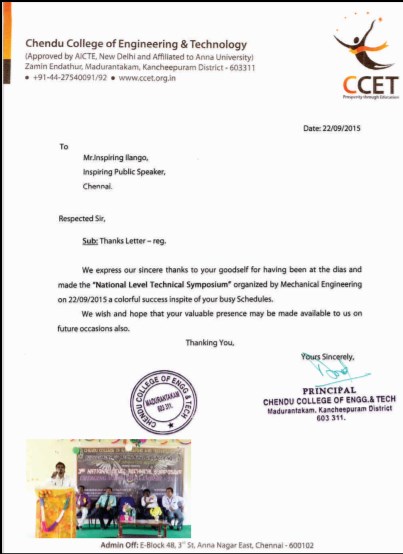 Chendu College of Engineering & Technology
(Approved by AICTE, New Delhi and Affiliated to Anna University)
Zamin Endathur, Madurantakam, Kancheepuram District - 603311
• +91-44-27540091/92 • www.ccet.org.in
CCET
Prosperity through Education
Date: 22/09/2015
To
Mr.Inspiring Ilango,
Inspiring Public Speaker,
Chennai.
Respected Sir,
Sub: Thanks Letter – reg.
We express our sincere thanks to your goodself for having been at the dias and
made the “National Level Technical Symposium” organized by Mechanical Engineering
on 22/09/2015 a colorful success inspite of your busy Schedules.
We wish and hope that your valuable presence may be made available to us on
future occasions also.
Thanking You,
Yours Sincerely,
CHENDU COLLEGE OF ENGG & TECH
MADURANTAKAM
603 311.
PRINCIPAL
CHENDU COLLEGE OF ENGG.& TECH
Madurantakam, Kancheepuram District
603 311.
3RD NATIONAL LEVEL TECHNICAL SYMPOSIUM
Admin Off: E-Block 48, 3rd St, Anna Nagar East, Chennai - 600102